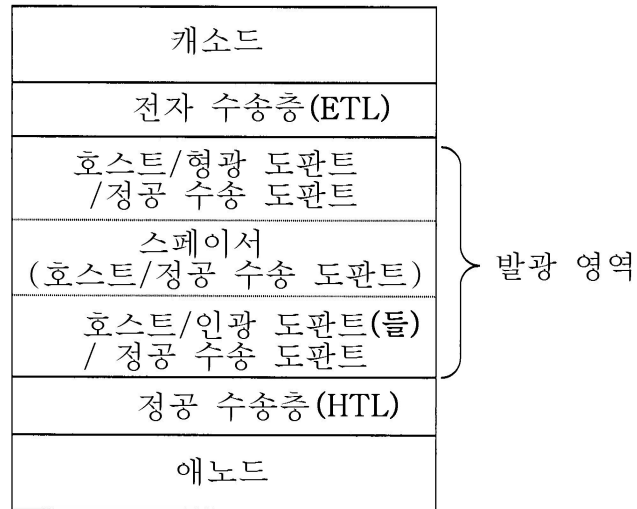 캐소드
전자 수송층(ETL)
호스트/형광 도판트
/정공 수송 도판트
스페이서
(호스트/정공 수송 도판트)
호스트/인광 도판트(들)
/ 정공 수송 도판트
발광 영역
정공 수송층(HTL)
애노드